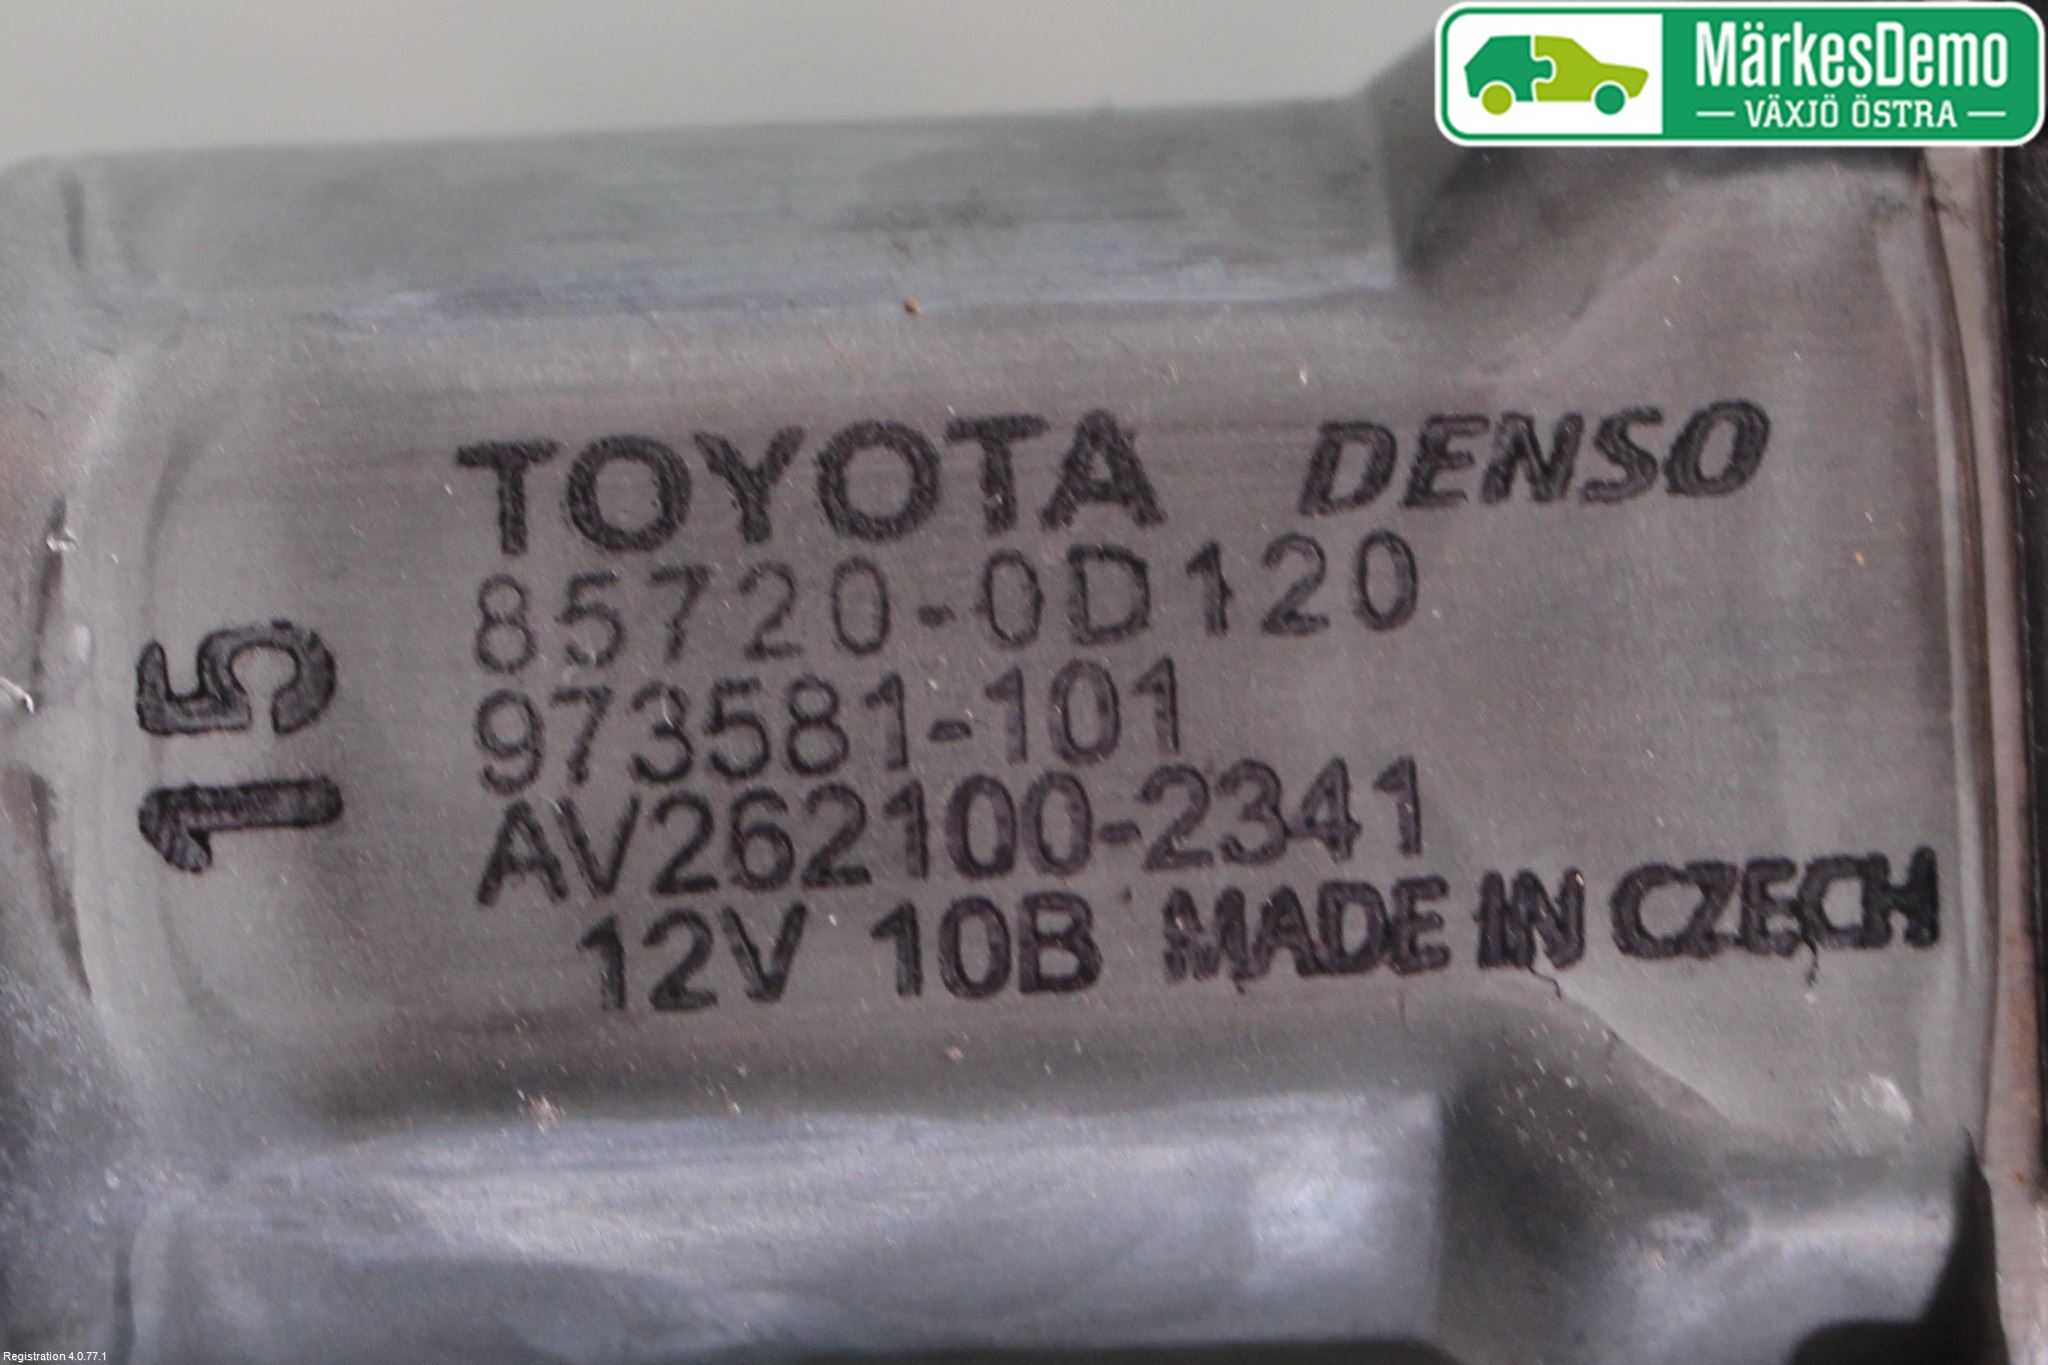 MärkesDemo
VÄXJÖ ÖSTRA
TOYOTA DENSO
85720-0D120
973581-101
AV262100-2341
12V 10B MADE IN CZECH
15
Registration 4.0.77.1